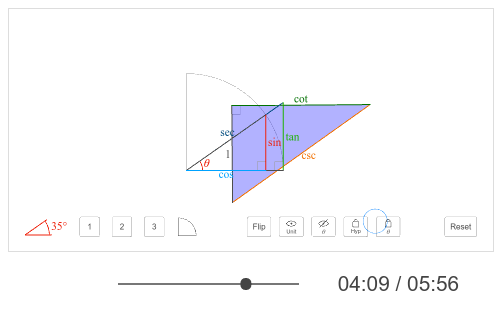 cot
sec
sin
tan
1
csc
θ
cos
35°
1 2 3 Flip Unit θ Hyp θ Reset
04:09 / 05:56